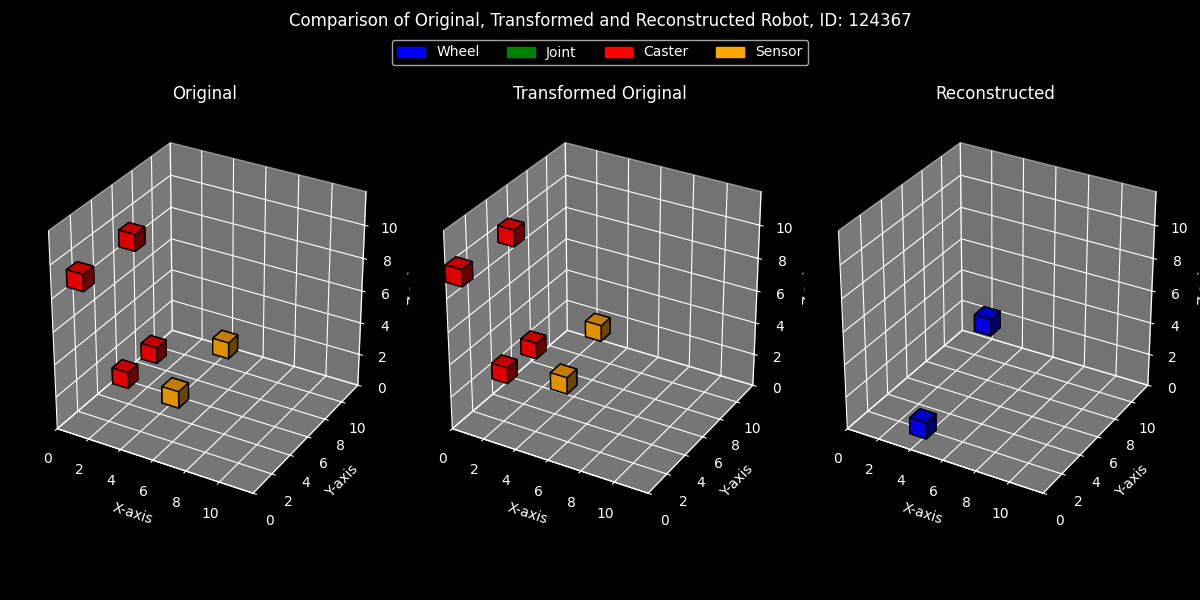 Comparison of Original, Transformed and Reconstructed Robot, ID: 124367
Wheel Joint Caster Sensor
Original Transformed Original Reconstructed
10 10 10
8 8 8
6 6 6
4 4 4
2 2 2
0 0 0
0 2 4 6 8 10 X-axis 0 2 4 6 8 10 Y-axis
0 2 4 6 8 10 X-axis 0 2 4 6 8 10 Y-axis
0 2 4 6 8 10 X-axis 0 2 4 6 8 10 Y-axis